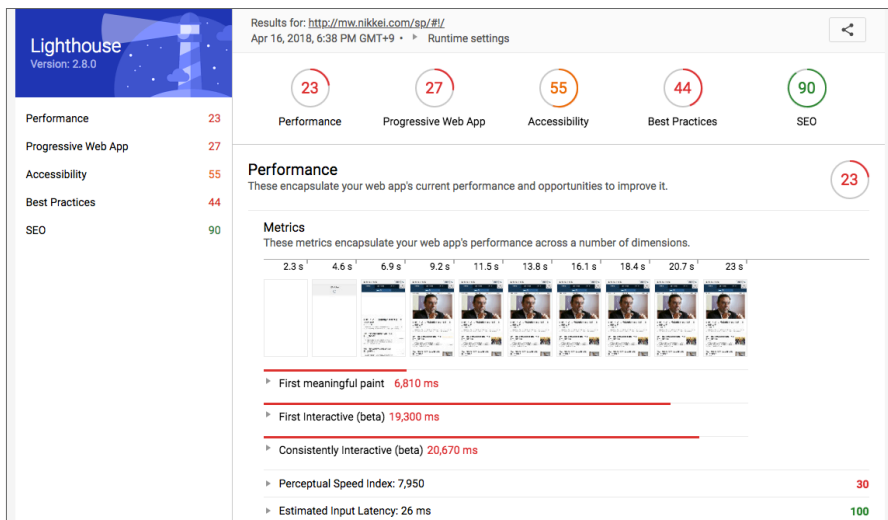 Lighthouse
Version: 2.8.0
Performance 23
Progressive Web App 27
Accessibility 55
Best Practices 44
SEO 90
Results for: http://mw.nikkei.com/sp/#!/
Apr 16, 2018, 6:38 PM GMT+9 • Runtime settings
23 27 55 44 90
Performance Progressive Web App Accessibility Best Practices SEO
Performance
These encapsulate your web app's current performance and opportunities to improve it.
23
Metrics
These metrics encapsulate your web app's performance across a number of dimensions.
2.3 s 4.6 s 6.9 s 9.2 s 11.5 s 13.8 s 16.1 s 18.4 s 20.7 s 23 s
First meaningful paint 6,810 ms
First Interactive (beta) 19,300 ms
Consistently Interactive (beta) 20,670 ms
Perceptual Speed Index: 7,950 30
Estimated Input Latency: 26 ms 100